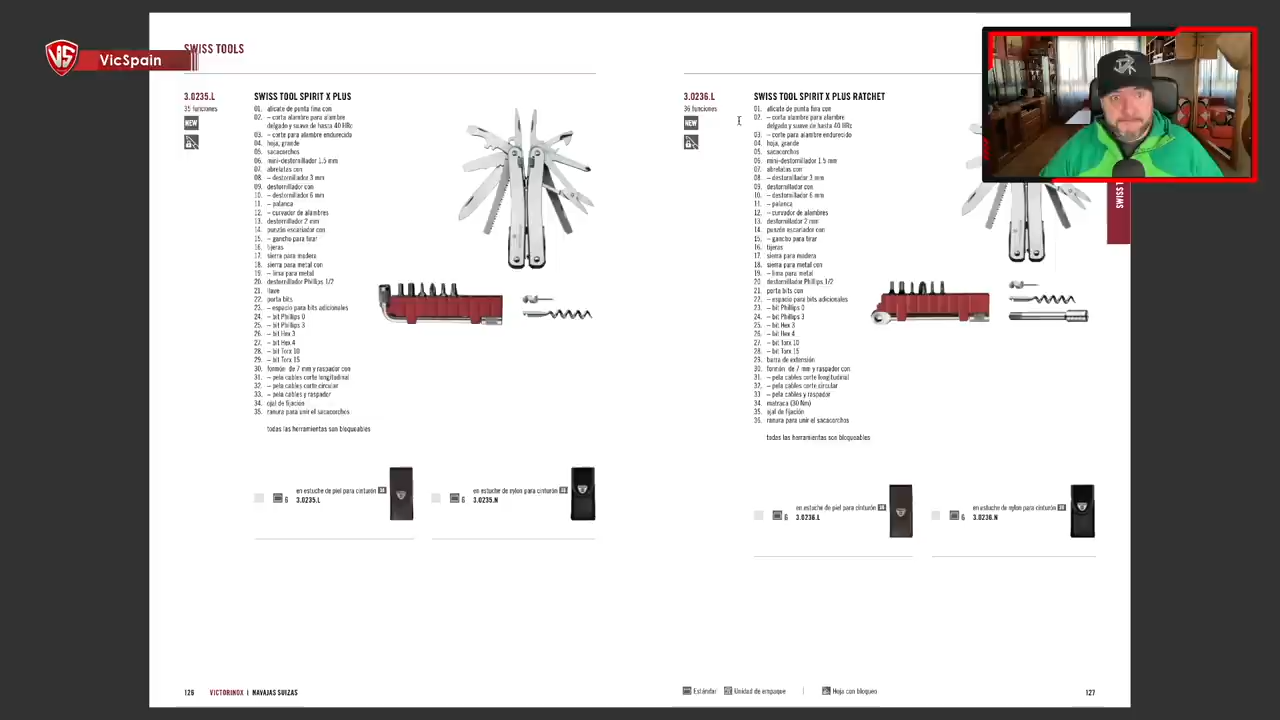 VS
VicSpain
SWISS TOOLS
3.0235.L
35 funciones
NEW
SWISS TOOL SPIRIT X PLUS
01. alicate de punta fina con
02. – corta alambre para alambre
delgado y suave de hasta 40 HRc
03. – corte para alambre endurecido
04. hoja, grande
05. sacacorchos
06. mini-destornillador 1.5 mm
07. abrelatas con
08. – destornillador 3 mm
09. destornillador con
10. – destornillador 6 mm
11. – palanca
12. – curvador de alambres
13. destornillador 2 mm
14. punzón escariador con
15. – gancho para tirar
16. tijeras
17. sierra para madera
18. sierra para metal con
19. – lima para metal
20. destornillador Phillips 1/2
21. llave
22. porta bits
23. – espacio para bits adicionales
24. – bit Phillips 0
25. – bit Phillips 3
26. – bit Hex 3
27. – bit Hex 4
28. – bit Torx 10
29. – bit Torx 15
30. formón de 7 mm y raspador con
31. – pela cables corte longitudinal
32. – pela cables corte circular
33. – pela cables y raspador
34. ojal de fijación
35. ranura para unir el sacacorchos
todas las herramientas son bloqueables
6
en estuche de piel para cinturón
3.0235.L
6
en estuche de nylon para cinturón
3.0235.N
126 VICTORINOX | NAVAJAS SUIZAS
3.0236.L
36 funciones
NEW
SWISS TOOL SPIRIT X PLUS RATCHET
01. alicate de punta fina con
02. – corta alambre para alambre
delgado y suave de hasta 40 HRc
03. – corte para alambre endurecido
04. hoja, grande
05. sacacorchos
06. mini-destornillador 1.5 mm
07. abrelatas con
08. – destornillador 3 mm
09. destornillador con
10. – destornillador 6 mm
11. – palanca
12. – curvador de alambres
13. destornillador 2 mm
14. punzón escariador con
15. – gancho para tirar
16. tijeras
17. sierra para madera
18. sierra para metal con
19. – lima para metal
20. destornillador Phillips 1/2
21. porta bits con
22. – espacio para bits adicionales
23. – bit Phillips 0
24. – bit Phillips 3
25. – bit Hex 3
26. – bit Hex 4
27. – bit Torx 10
28. – bit Torx 15
29. barra de extensión
30. formón de 7 mm y raspador con
31. – pela cables corte longitudinal
32. – pela cables corte circular
33 – pela cables y raspador
34. matraca (30 Nm)
35. ojal de fijación
36. ranura para unir el sacacorchos
todas las herramientas son bloqueables
6
en estuche de piel para cinturón
3.0236.L
6
en estuche de nylon para cinturón
3.0236.N
SWISS T
Estándar
Unidad de empaque
|
Hoja con bloqueo
127